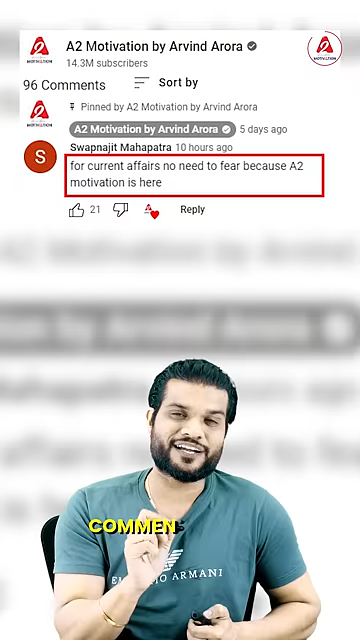 A2 Motivation by Arvind Arora
14.3M subscribers
96 Comments
Sort by
Pinned by A2 Motivation by Arvind Arora
A2 Motivation by Arvind Arora
5 days ago
Swapnajit Mahapatra 10 hours ago
for current affairs no need to fear because A2
motivation is here
21
Reply
COMMENS
ARMANI